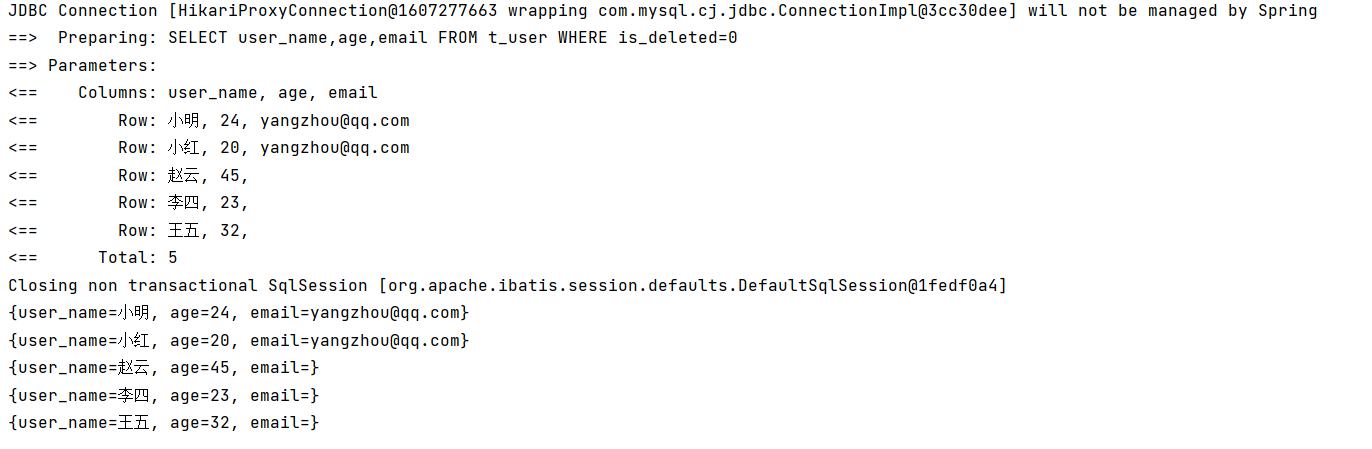 JDBC Connection [HikariProxyConnection@1607277663 wrapping com.mysql.cj.jdbc.ConnectionImpl@3cc30dee] will not be managed by Spring
==>  Preparing: SELECT user_name,age,email FROM t_user WHERE is_deleted=0
==> Parameters:
<==    Columns: user_name, age, email
<==        Row: 小明, 24, yangzhou@qq.com
<==        Row: 小红, 20, yangzhou@qq.com
<==        Row: 赵云, 45,
<==        Row: 李四, 23,
<==        Row: 王五, 32,
<==      Total: 5
Closing non transactional SqlSession [org.apache.ibatis.session.defaults.DefaultSqlSession@1fedf0a4]
{user_name=小明, age=24, email=yangzhou@qq.com}
{user_name=小红, age=20, email=yangzhou@qq.com}
{user_name=赵云, age=45, email=}
{user_name=李四, age=23, email=}
{user_name=王五, age=32, email=}